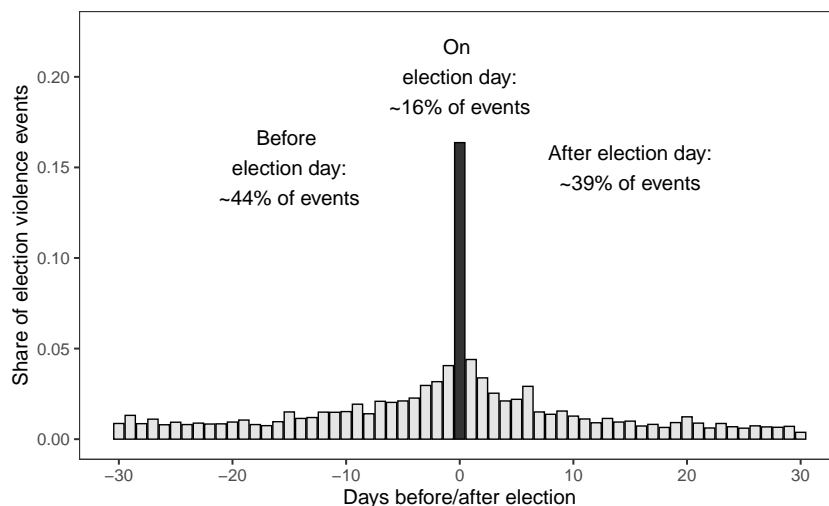 On
election day:
~16% of events
Before
election day:
~44% of events
After election day:
~39% of events
Share of election violence events
0.20
0.15
0.10
0.05
0.00
−30
−20
−10
0
10
20
30
Days before/after election